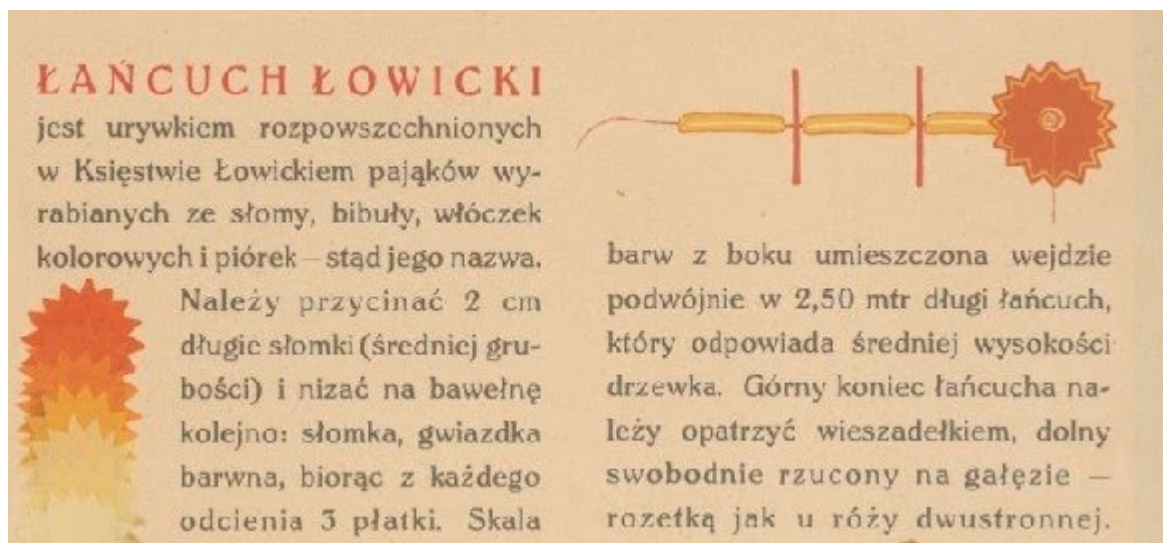 ŁAŃCUCH ŁOWICKI
jest urywkiem rozpowszechnionych
w Księstwie Łowickiem pająków wy-
rabianych ze słomy, bibuły, włóczek
kolorowych i piórek — stąd jego nazwa.
Należy przycinać 2 cm
długie słomki (średniej gru-
bości) i nizać na bawełnę
kolejno: słomka, gwiazdka
barwna, biorąc z każdego
odcienia 3 płatki. Skala
barw z boku umieszczona wejdzie
podwójnie w 2,50 mtr długi łańcuch,
który odpowiada średniej wysokości
drzewka. Górny koniec łańcucha na-
leży opatrzyć wieszadełkiem, dolny
swobodnie rzucony na gałęzie —
rozetką jak u róży dwustronnej.